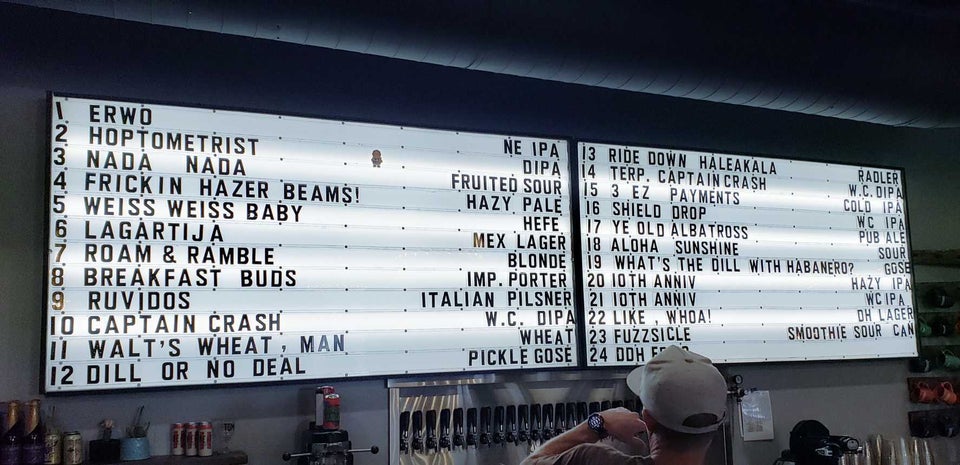 1 ERWO NE IPA
2 HOPTOMETRIST DIPA
3 NADA NADA FRUITED SOUR
4 FRICKIN HAZER BEAMS! HAZY PALE
5 WEISS WEISS BABY HEFE
6 LAGARTIJA MEX LAGER
7 ROAM & RAMBLE BLONDE
8 BREAKFAST BUDS IMP. PORTER
9 RUVIDOS ITALIAN PILSNER
10 CAPTAIN CRASH W.C. DIPA
11 WALT'S WHEAT, MAN WHEAT
12 DILL OR NO DEAL PICKLE GOSE
13 RIDE DOWN HALEAKALA RADLER
14 TERP. CAPTAIN CRASH W.C. DIPA
15 3 EZ PAYMENTS COLD IPA
16 SHIELD DROP WC IPA
17 YE OLD ALBATROSS PUB ALE
18 ALOHA SUNSHINE SOUR
19 WHAT'S THE DILL WITH HABANERO? GOSE
20 10TH ANNIV HAZY IPA
21 10TH ANNIV WC IPA
22 LIKE, WHOA! DH LAGER
23 FUZZSICLE SMOOTHIE SOUR CAN
24 DDH